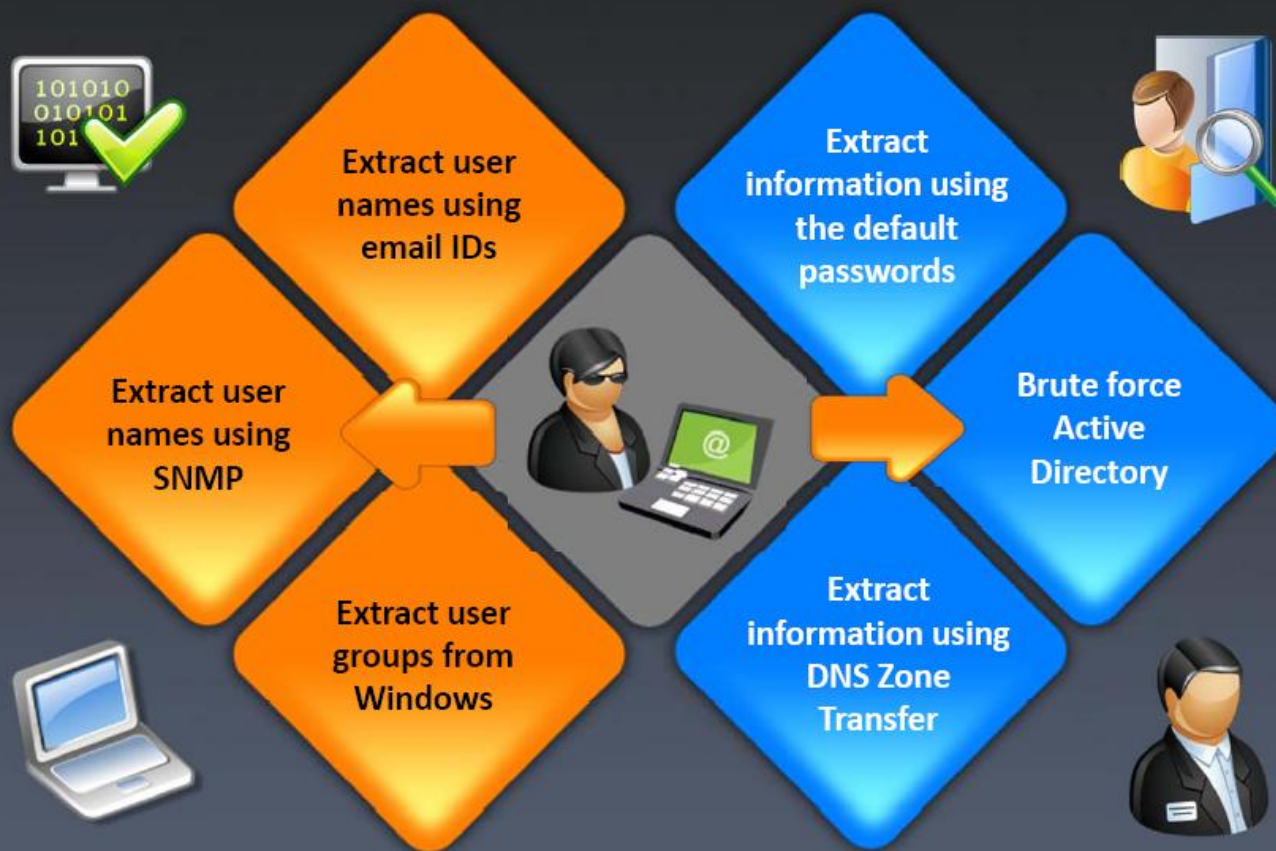 101010
010101
101
Extract user
names using
email IDs
Extract
information using
the default
passwords
Extract user
names using
SNMP
@
Brute force
Active
Directory
Extract user
groups from
Windows
Extract
information using
DNS Zone
Transfer